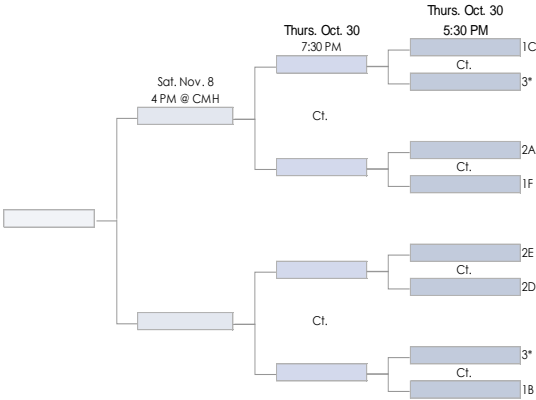 Thurs. Oct. 30
5:30 PM
Thurs. Oct. 30
7:30 PM
Sat. Nov. 8
4 PM @ CMH
1C
Ct.
3*
Ct.
2A
Ct.
1F
2E
Ct.
2D
Ct.
3*
Ct.
1B